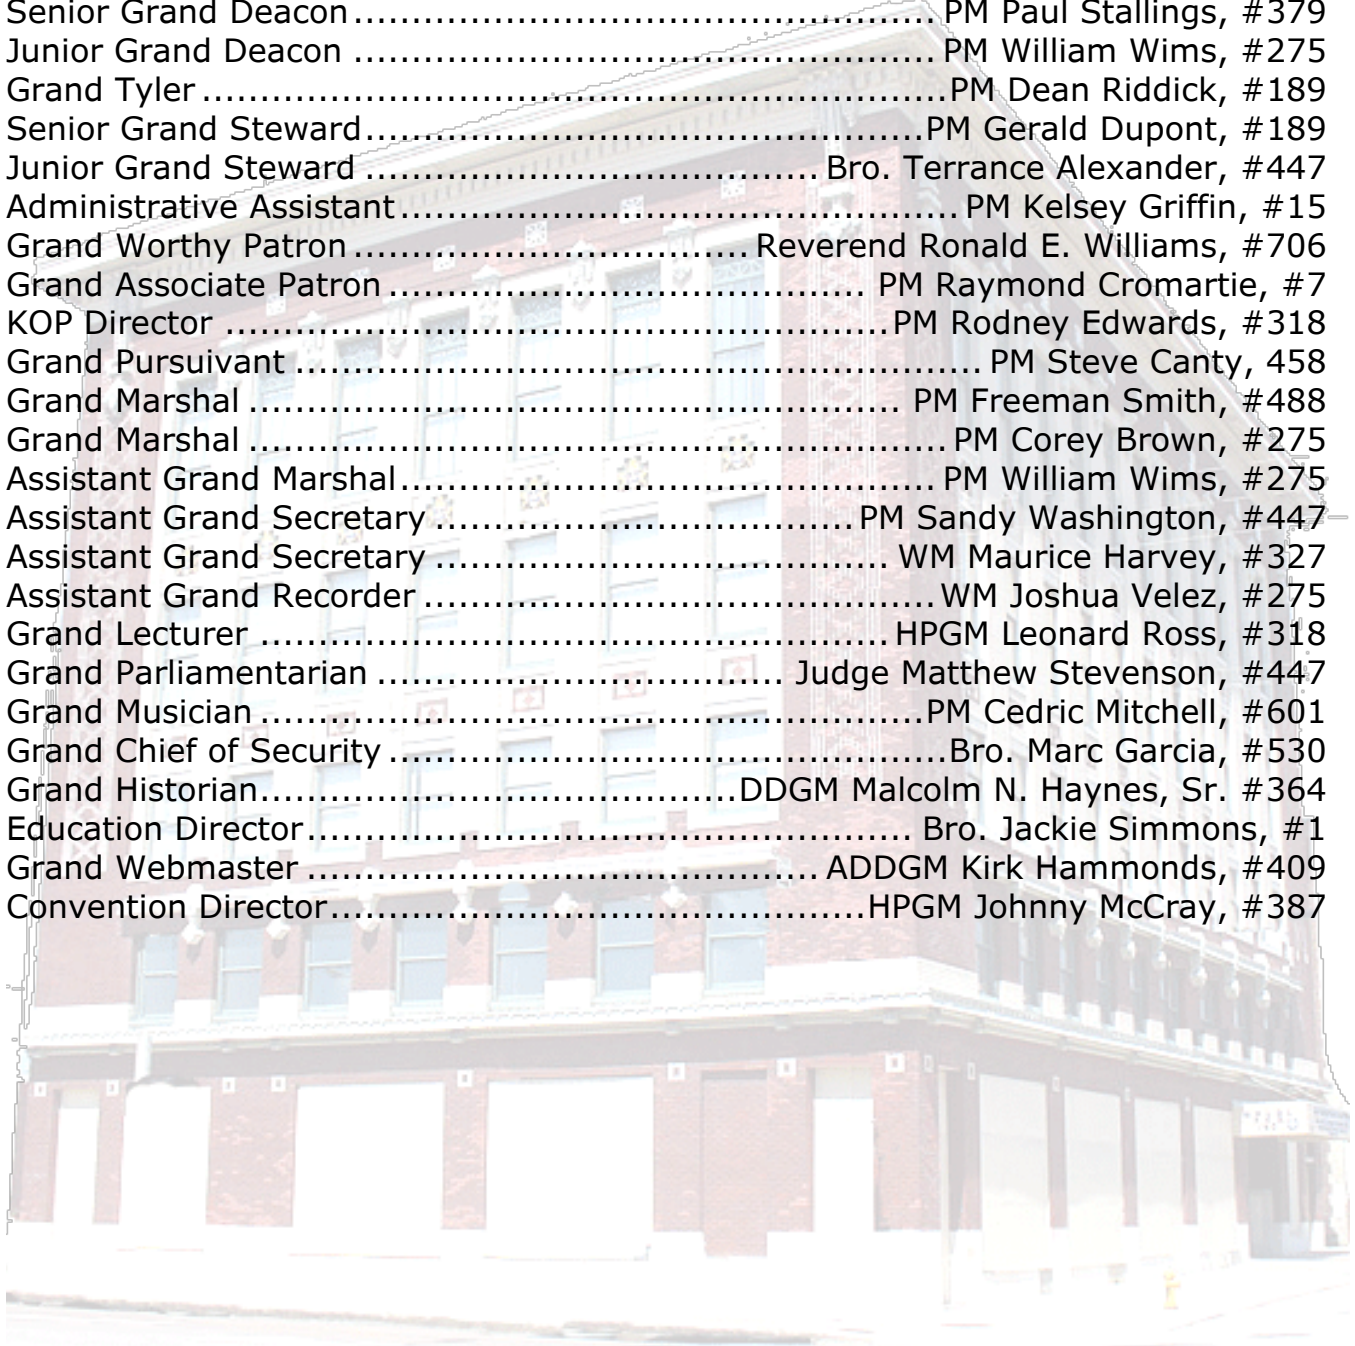 Senior Grand Deacon.................................................. PM Paul Stallings, #379
Junior Grand Deacon .................................................. PM William Wims, #275
Grand Tyler ................................................................PM Dean Riddick, #189
Senior Grand Steward................................................PM Gerald Dupont, #189
Junior Grand Steward ....................................... Bro. Terrance Alexander, #447
Administrative Assistant................................................ PM Kelsey Griffin, #15
Grand Worthy Patron .................................. Reverend Ronald E. Williams, #706
Grand Associate Patron ......................................... PM Raymond Cromartie, #7
KOP Director .........................................................PM Rodney Edwards, #318
Grand Pursuivant ........................................................... PM Steve Canty, 458
Grand Marshal ........................................................ PM Freeman Smith, #488
Grand Marshal ............................................................PM Corey Brown, #275
Assistant Grand Marshal.............................................. PM William Wims, #275
Assistant Grand Secretary.....................................PM Sandy Washington, #447
Assistant Grand Secretary ....................................... WM Maurice Harvey, #327
Assistant Grand Recorder ............................................WM Joshua Velez, #275
Grand Lecturer ......................................................HPGM Leonard Ross, #318
Grand Parliamentarian ................................... Judge Matthew Stevenson, #447
Grand Musician .........................................................PM Cedric Mitchell, #601
Grand Chief of Security ................................................Bro. Marc Garcia, #530
Grand Historian.........................................DDGM Malcolm N. Haynes, Sr. #364
Education Director.................................................... Bro. Jackie Simmons, #1
Grand Webmaster ............................................ ADDGM Kirk Hammonds, #409
Convention Director..............................................HPGM Johnny McCray, #387